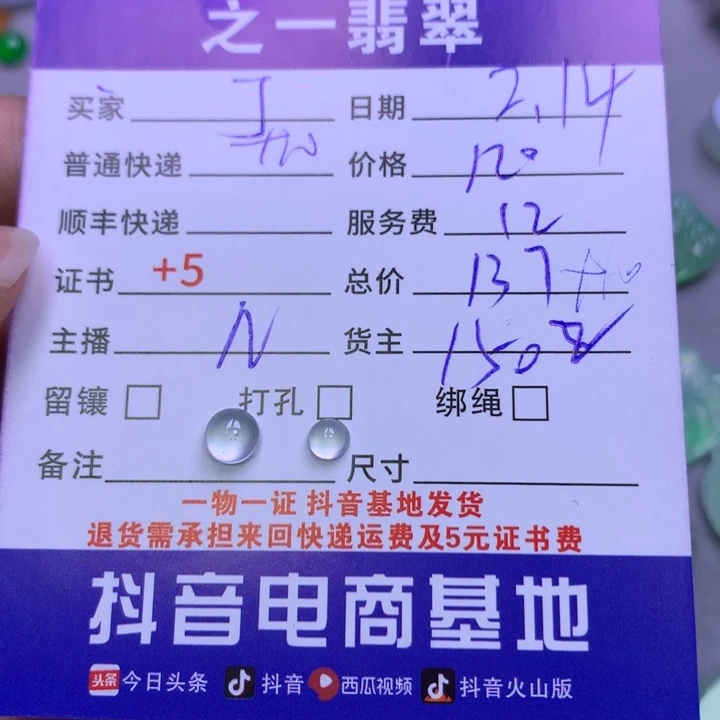 之一翡翠
买家 日期 2.14
普通快递 +10 价格 120
顺丰快递 服务费 12
证书 +5 总价 137 +10
主播 N 货主 150
留镶 打孔 绑绳
备注 尺寸
一物一证 抖音基地发货
退货需承担来回快递运费及5元证书费
抖音电商基地
头条 今日头条 抖音 西瓜视频 抖音火山版